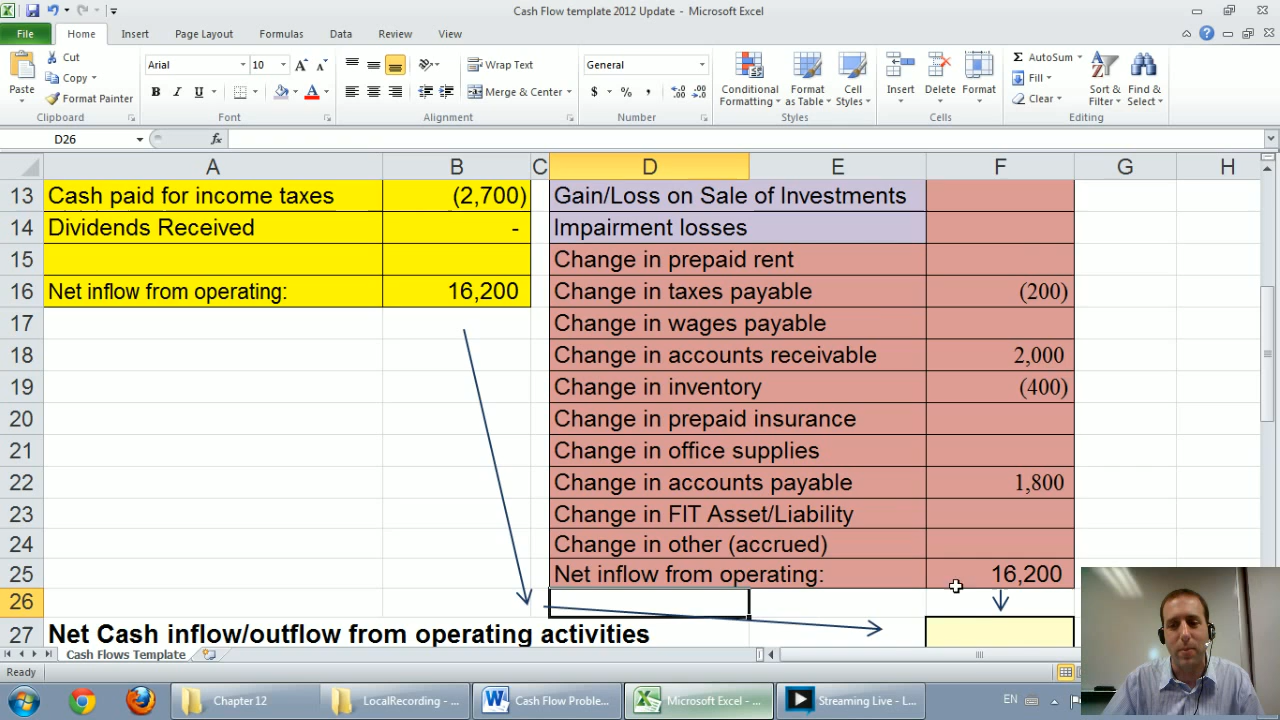 Cash Flow template 2012 Update - Microsoft Excel
File Home Insert Page Layout Formulas Data Review View
Paste
Cut
Copy
Format Painter
Clipboard
Arial 10
B I U
Font
Wrap Text
Merge & Center
Alignment
General
$ % ,
Number
Conditional Formatting
Format as Table
Cell Styles
Styles
Insert Delete Format
Cells
Σ AutoSum
Fill
Clear
Sort & Filter
Find & Select
Editing
D26 fx
A B C D E F G H
13 Cash paid for income taxes (2,700) Gain/Loss on Sale of Investments
14 Dividends Received - Impairment losses
15 Change in prepaid rent
16 Net inflow from operating: 16,200 Change in taxes payable (200)
17 Change in wages payable
18 Change in accounts receivable 2,000
19 Change in inventory (400)
20 Change in prepaid insurance
21 Change in office supplies
22 Change in accounts payable 1,800
23 Change in FIT Asset/Liability
24 Change in other (accrued)
25 Net inflow from operating: 16,200
26
27 Net Cash inflow/outflow from operating activities
Cash Flows Template
Ready
Chapter 12 LocalRecording - ... Cash Flow Proble... Microsoft Excel - ... Streaming Live - L... EN